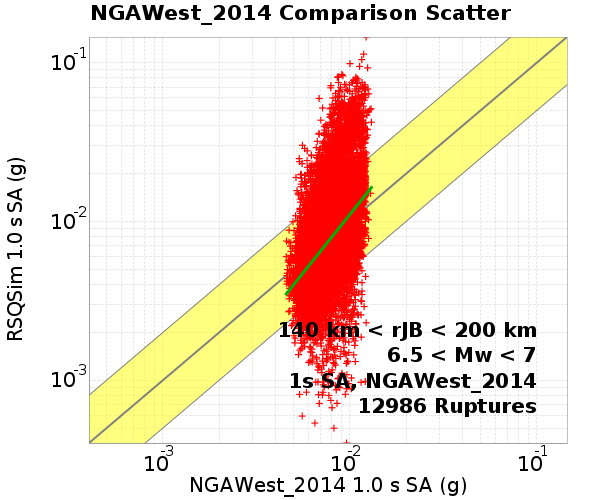 NGAWest_2014 Comparison Scatter
RSQSim 1.0 s SA (g)
10-1
10-2
10-3
140 km < rJB < 200 km
6.5 < Mw < 7
1s SA, NGAWest_2014
12986 Ruptures
10-3 10-2 10-1
NGAWest_2014 1.0 s SA (g)